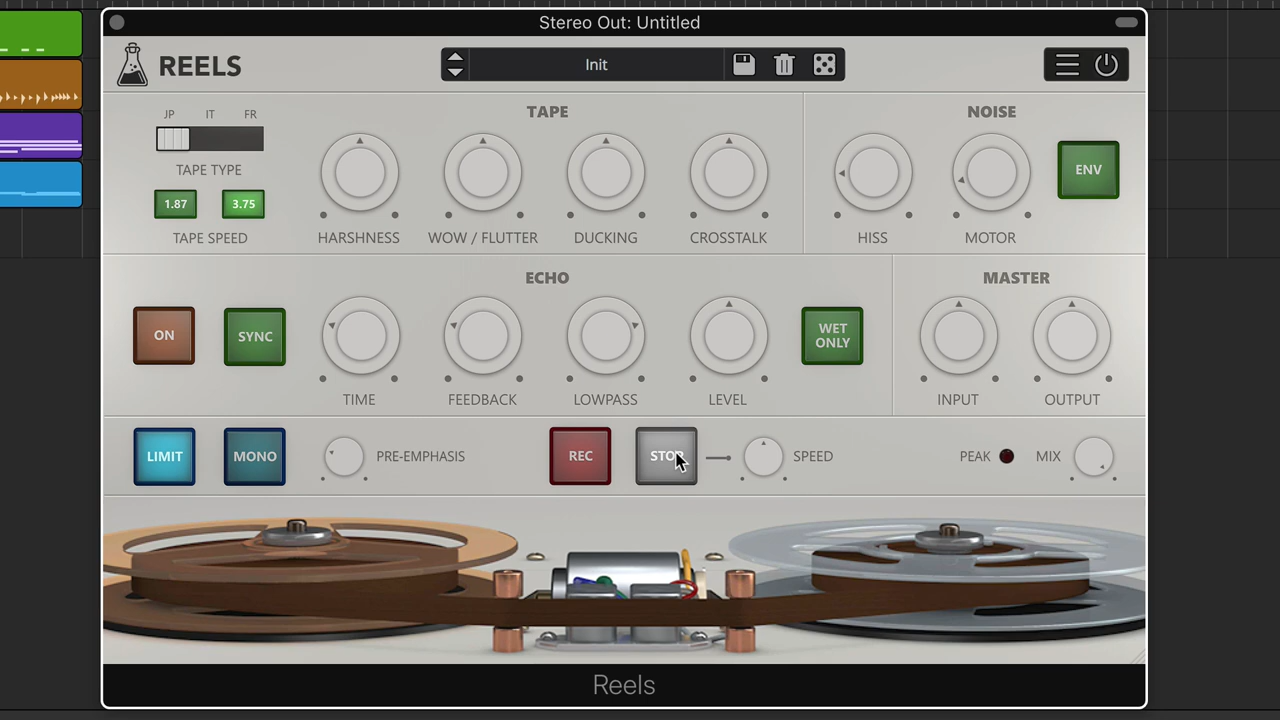 Stereo Out: Untitled
REELS
Init
JP IT FR
TAPE TYPE
1.87 3.75
TAPE SPEED
TAPE
HARSHNESS WOW / FLUTTER DUCKING CROSSTALK
NOISE
HISS MOTOR
ENV
ECHO
ON SYNC
TIME FEEDBACK LOWPASS LEVEL
WET
ONLY
MASTER
INPUT OUTPUT
LIMIT MONO PRE-EMPHASIS REC STOP SPEED PEAK MIX
Reels